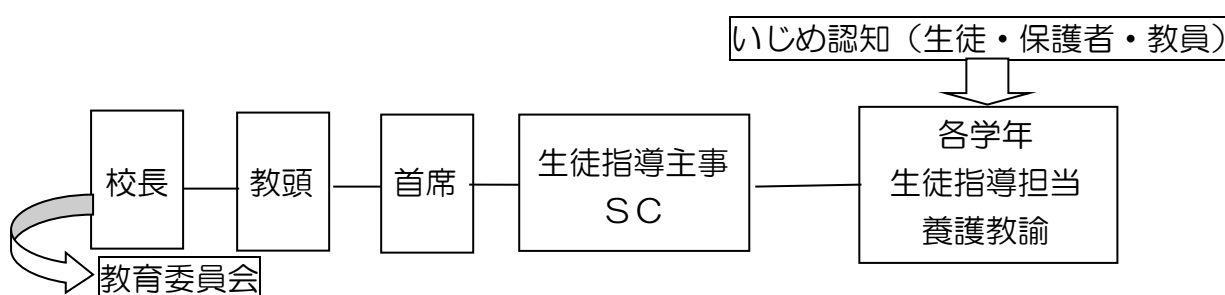 いじめ認知（生徒・保護者・教員）
校長
教頭
首席
生徒指導主事
ＳＣ
各学年
生徒指導担当
養護教諭
教育委員会